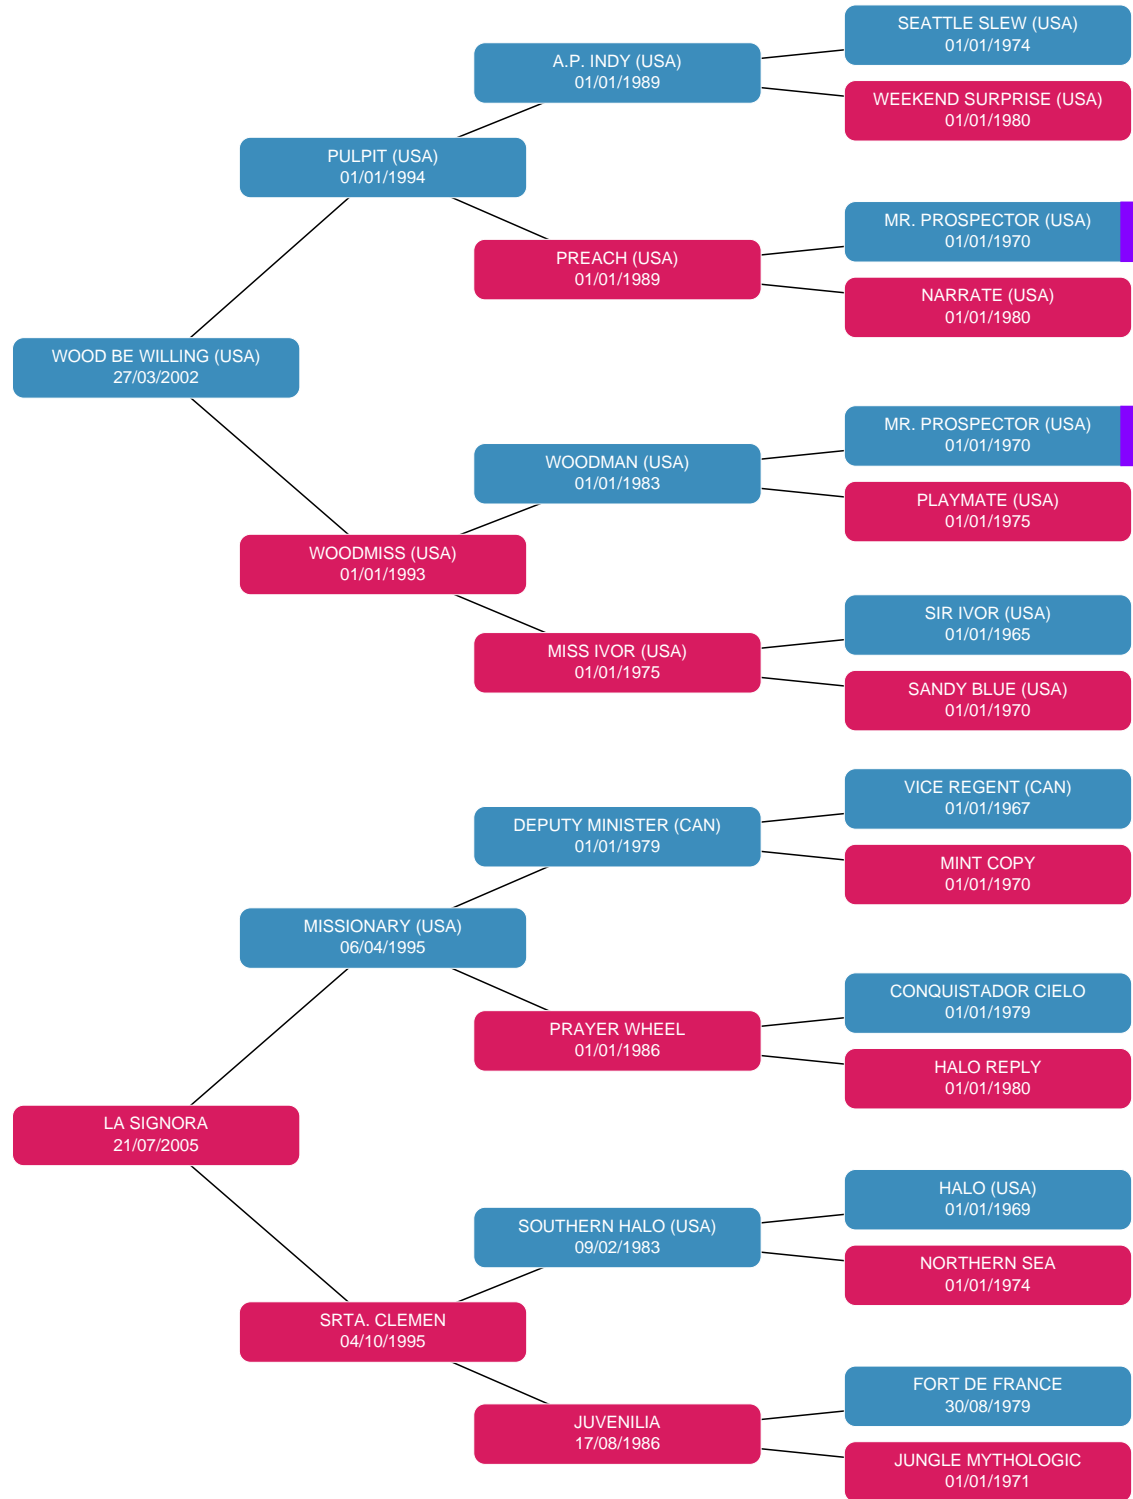 SEATTLE SLEW (USA)
01/01/1974
A.P. INDY (USA)
01/01/1989
WEEKEND SURPRISE (USA)
01/01/1980
PULPIT (USA)
01/01/1994
MR. PROSPECTOR (USA)
01/01/1970
PREACH (USA)
01/01/1989
NARRATE (USA)
01/01/1980
WOOD BE WILLING (USA)
27/03/2002
MR. PROSPECTOR (USA)
01/01/1970
WOODMAN (USA)
01/01/1983
PLAYMATE (USA)
01/01/1975
WOODMISS (USA)
01/01/1993
SIR IVOR (USA)
01/01/1965
MISS IVOR (USA)
01/01/1975
SANDY BLUE (USA)
01/01/1970
VICE REGENT (CAN)
01/01/1967
DEPUTY MINISTER (CAN)
01/01/1979
MINT COPY
01/01/1970
MISSIONARY (USA)
06/04/1995
CONQUISTADOR CIELO
01/01/1979
PRAYER WHEEL
01/01/1986
HALO REPLY
01/01/1980
LA SIGNORA
21/07/2005
HALO (USA)
01/01/1969
SOUTHERN HALO (USA)
09/02/1983
NORTHERN SEA
01/01/1974
SRTA. CLEMEN
04/10/1995
FORT DE FRANCE
30/08/1979
JUVENILIA
17/08/1986
JUNGLE MYTHOLOGIC
01/01/1971